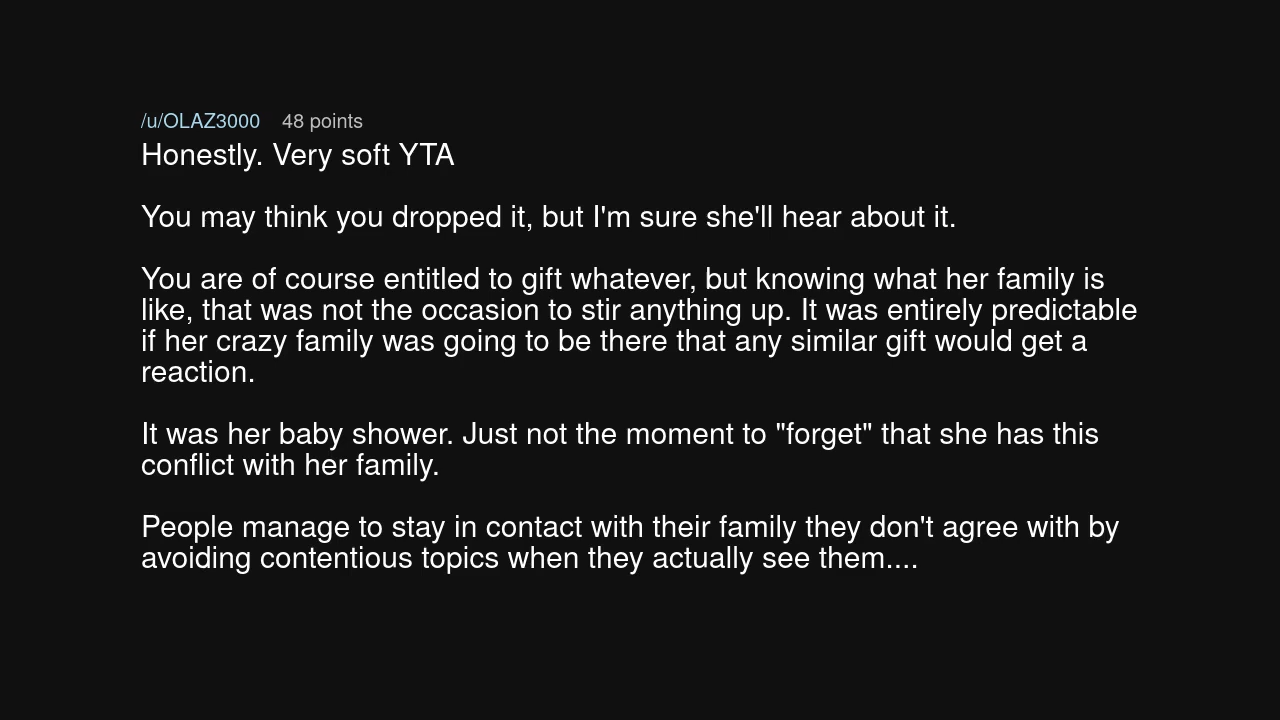 /u/OLAZ3000 48 points
Honestly. Very soft YTA
You may think you dropped it, but I'm sure she'll hear about it.
You are of course entitled to gift whatever, but knowing what her family is
like, that was not the occasion to stir anything up. It was entirely predictable
if her crazy family was going to be there that any similar gift would get a
reaction.
It was her baby shower. Just not the moment to "forget" that she has this
conflict with her family.
People manage to stay in contact with their family they don't agree with by
avoiding contentious topics when they actually see them....